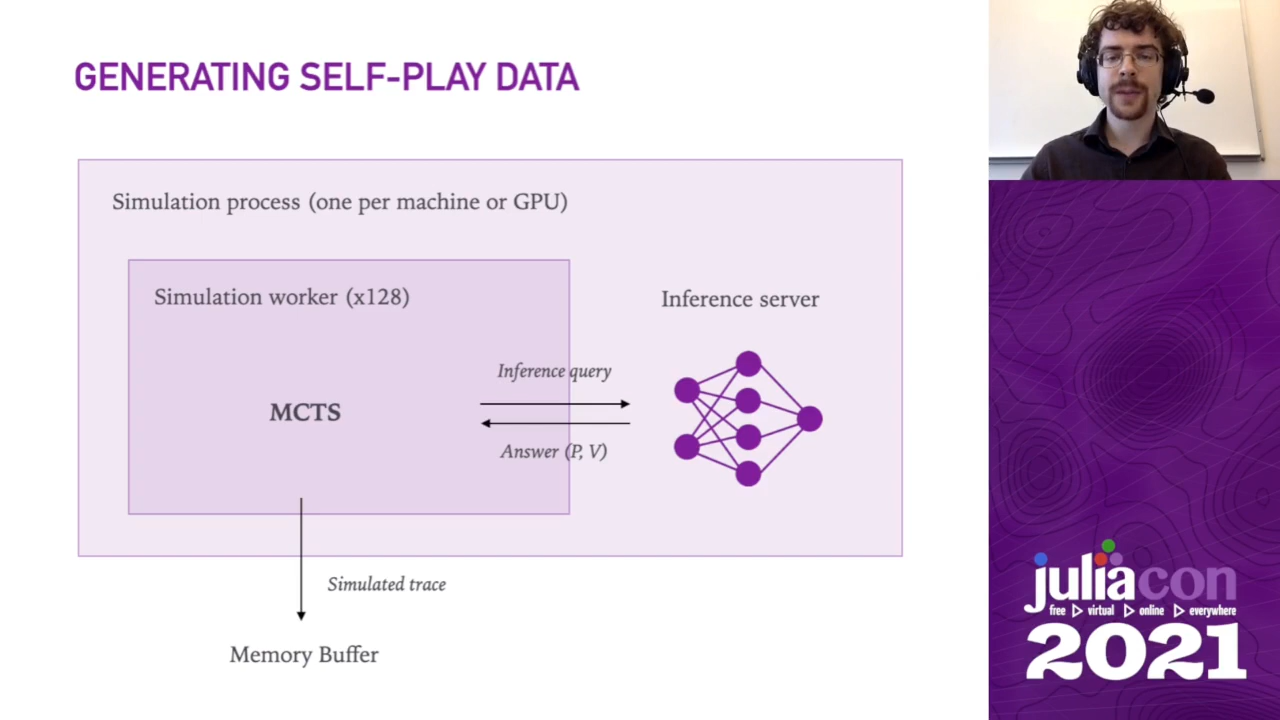 GENERATING SELF-PLAY DATA
Simulation process (one per machine or GPU)
Simulation worker (x128)
Inference server
Inference query
MCTS
Answer (P, V)
Simulated trace
Memory Buffer
juliacon
free ▷ virtual ▷ online ▷ everywhere
2021